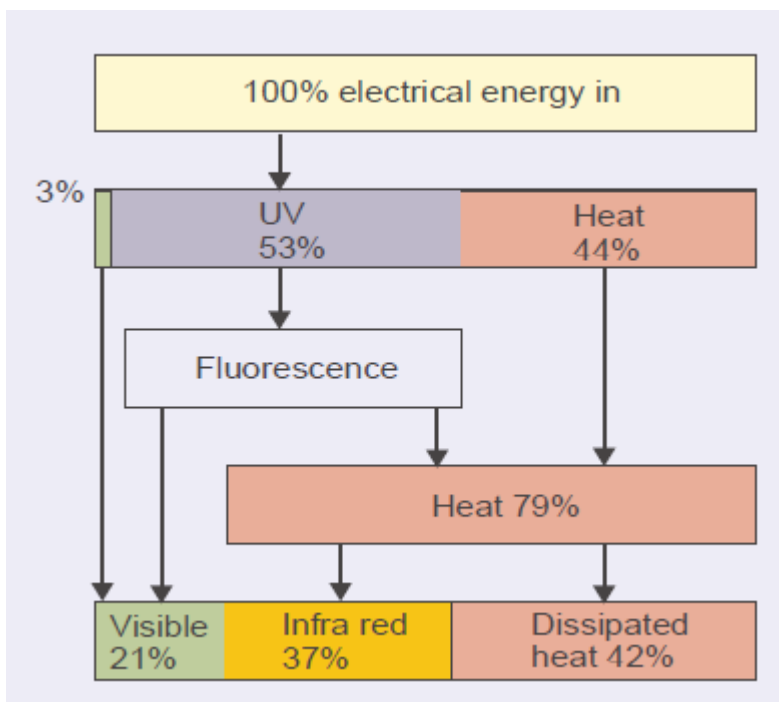 100% electrical energy in
3%
UV
53%
Heat
44%
Fluorescence
Heat 79%
Visible
21%
Infra red
37%
Dissipated
heat 42%